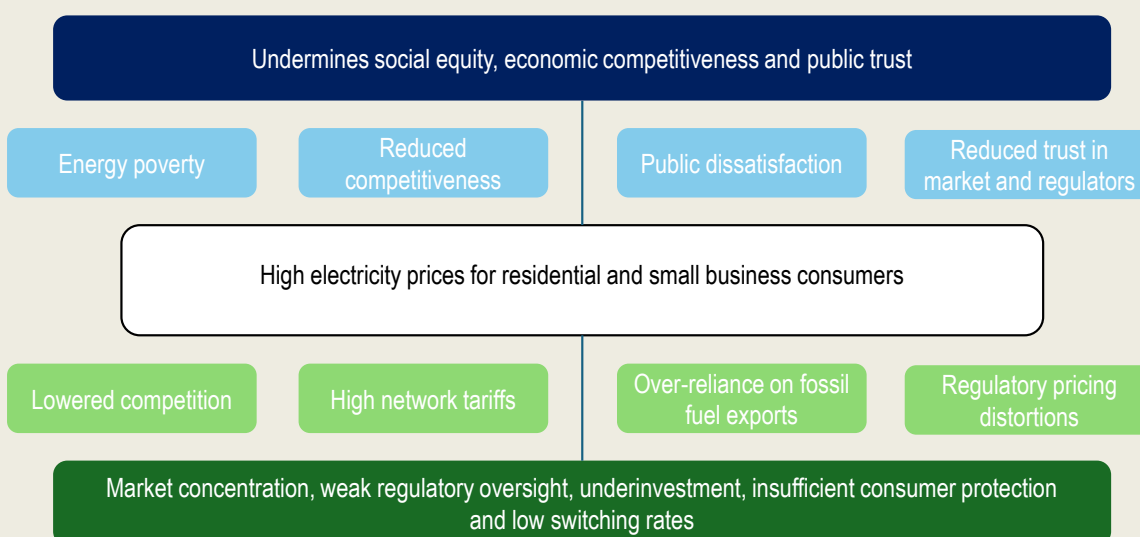 Undermines social equity, economic competitiveness and public trust
Energy poverty
Reduced
competitiveness
Public dissatisfaction
Reduced trust in
market and regulators
High electricity prices for residential and small business consumers
Lowered competition
High network tariffs
Over-reliance on fossil
fuel exports
Regulatory pricing
distortions
Market concentration, weak regulatory oversight, underinvestment, insufficient consumer protection
and low switching rates